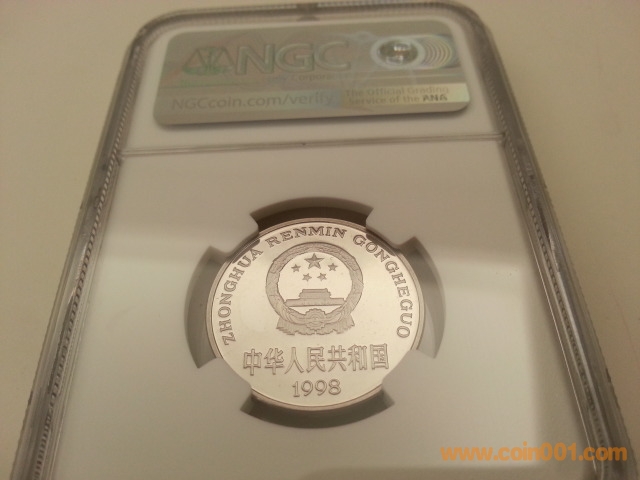 NGC
NGCcoin.com/verify
The Official Grading
Service of the ANA
ZHONGHUA RENMIN GONGHEGUO
中华人民共和国
1998
www.coin001.com